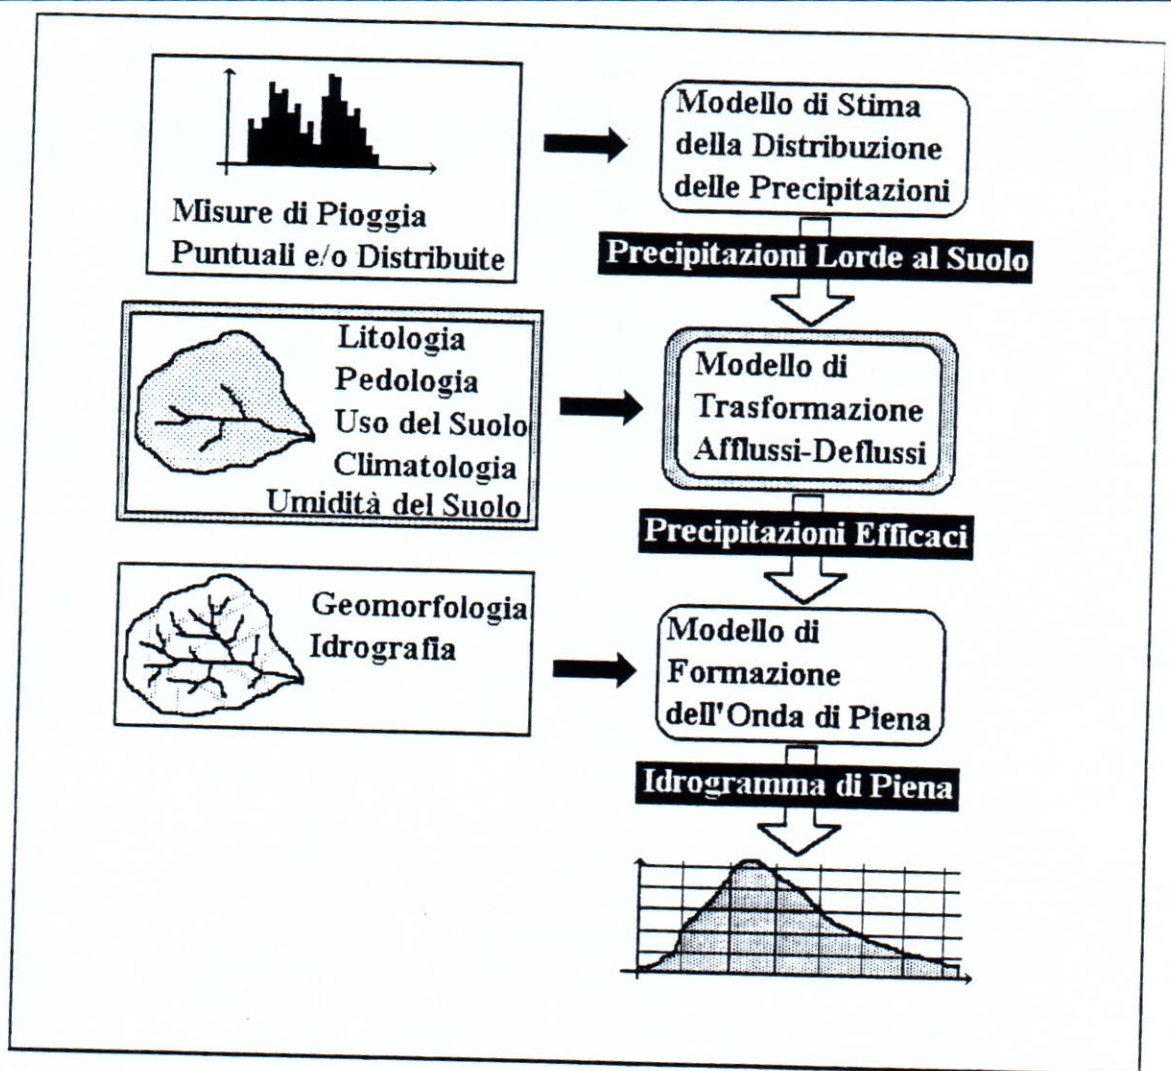 Misure di Pioggia
Puntuali e/o Distribuite
Modello di Stima
della Distribuzione
delle Precipitazioni
Precipitazioni Lorde al Suolo
Litologia
Pedologia
Uso del Suolo
Climatologia
Umidità del Suolo
Modello di
Trasformazione
Afflussi-Deflussi
Precipitazioni Efficaci
Geomorfologia
Idrografia
Modello di
Formazione
dell'Onda di Piena
Idrogramma di Piena